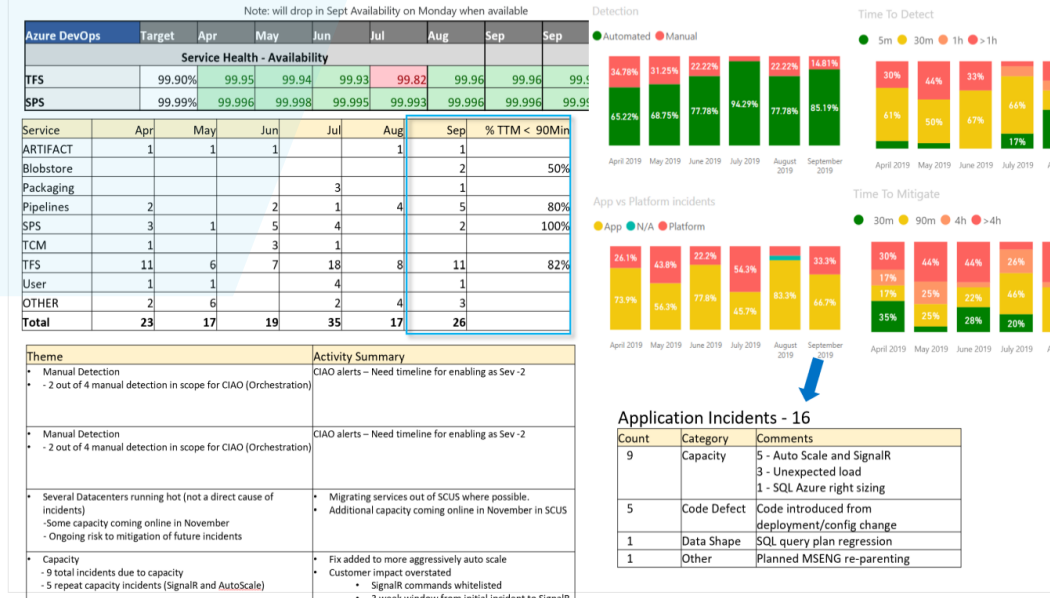 Note: will drop in Sept Availability on Monday when available
Azure DevOps Target Apr May Jun Jul Aug Sep Sep
Service Health - Availability
TFS 99.90% 99.95 99.94 99.93 99.82 99.96 99.96
SPS 99.99% 99.996 99.998 99.995 99.993 99.996 99.996
Service Apr May Jun Jul Aug Sep % TTM < 90Min
ARTIFACT 1 1 1 1 1
Blobstore 2 50%
Packaging 3 1
Pipelines 2 2 1 4 5 80%
SPS 3 1 5 4 2 100%
TCM 1 3 1
TFS 11 6 7 18 8 11 82%
User 1 1 4 1
OTHER 2 6 2 4 3
Total 23 17 19 35 17 26
Theme Activity Summary
• Manual Detection CIAO alerts – Need timeline for enabling as Sev -2
• - 2 out of 4 manual detection in scope for CIAO (Orchestration)
• Manual Detection CIAO alerts – Need timeline for enabling as Sev -2
• - 2 out of 4 manual detection in scope for CIAO (Orchestration)
• Several Datacenters running hot (not a direct cause of
incidents)
-Some capacity coming online in November
- Ongoing risk to mitigation of future incidents
• Migrating services out of SCUS where possible.
• Additional capacity coming online in November in SCUS
• Capacity
- 9 total incidents due to capacity
- 5 repeat capacity incidents (SignalR and AutoScale)
• Fix added to more aggressively auto scale
• Customer impact overstated
• SignalR commands whitelisted
Detection
Automated Manual
34.78% 31.25% 22.22% 22.22% 14.81%
65.22% 68.75% 77.78% 94.29% 77.78% 85.19%
April 2019 May 2019 June 2019 July 2019 August 2019 September 2019
Time To Detect
5m 30m 1h >1h
30% 44% 33%
61% 50% 67% 66%
17%
April 2019 May 2019 June 2019 July 2019
App vs Platform incidents
App N/A Platform
26.1% 43.8% 22.2% 54.3% 33.3%
73.9% 56.3% 77.8% 45.7% 83.3% 66.7%
April 2019 May 2019 June 2019 July 2019 August 2019 September 2019
Time To Mitigate
30m 90m 4h >4h
30% 44% 44% 26%
17% 25%
17% 25% 22% 46%
35% 28% 20%
April 2019 May 2019 June 2019 July 2019
Application Incidents - 16
Count Category Comments
9 Capacity 5 - Auto Scale and SignalR
3 - Unexpected load
1 - SQL Azure right sizing
5 Code Defect Code introduced from
deployment/config change
1 Data Shape SQL query plan regression
1 Other Planned MSENG re-parenting